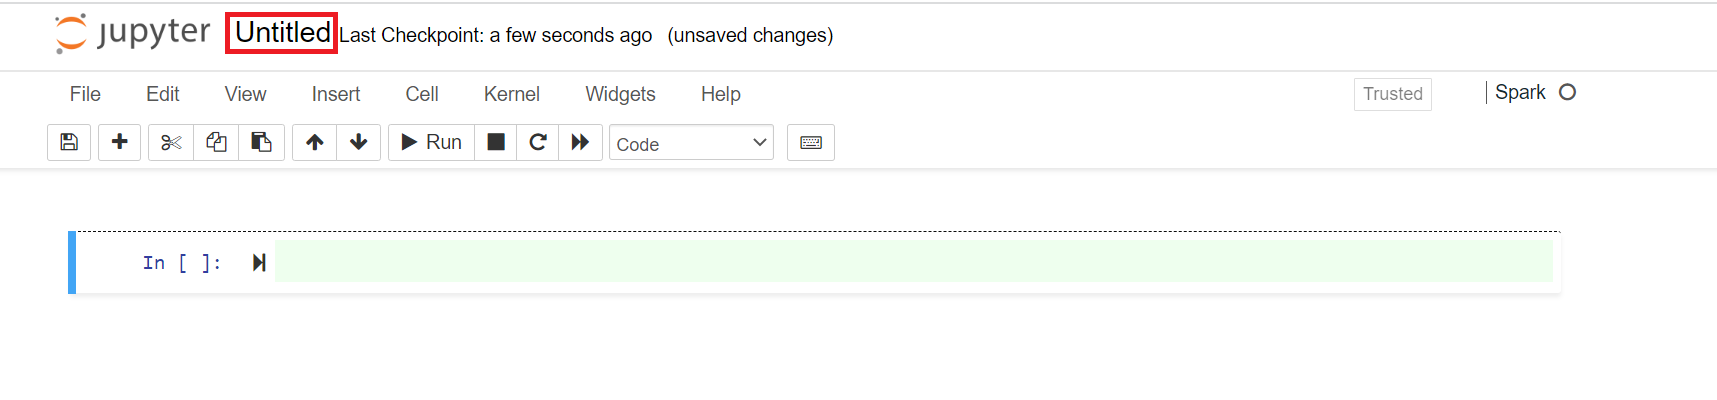 jupyter Untitled Last Checkpoint: a few seconds ago (unsaved changes)
File Edit View Insert Cell Kernel Widgets Help Trusted Spark
Run Code
In [ ]: